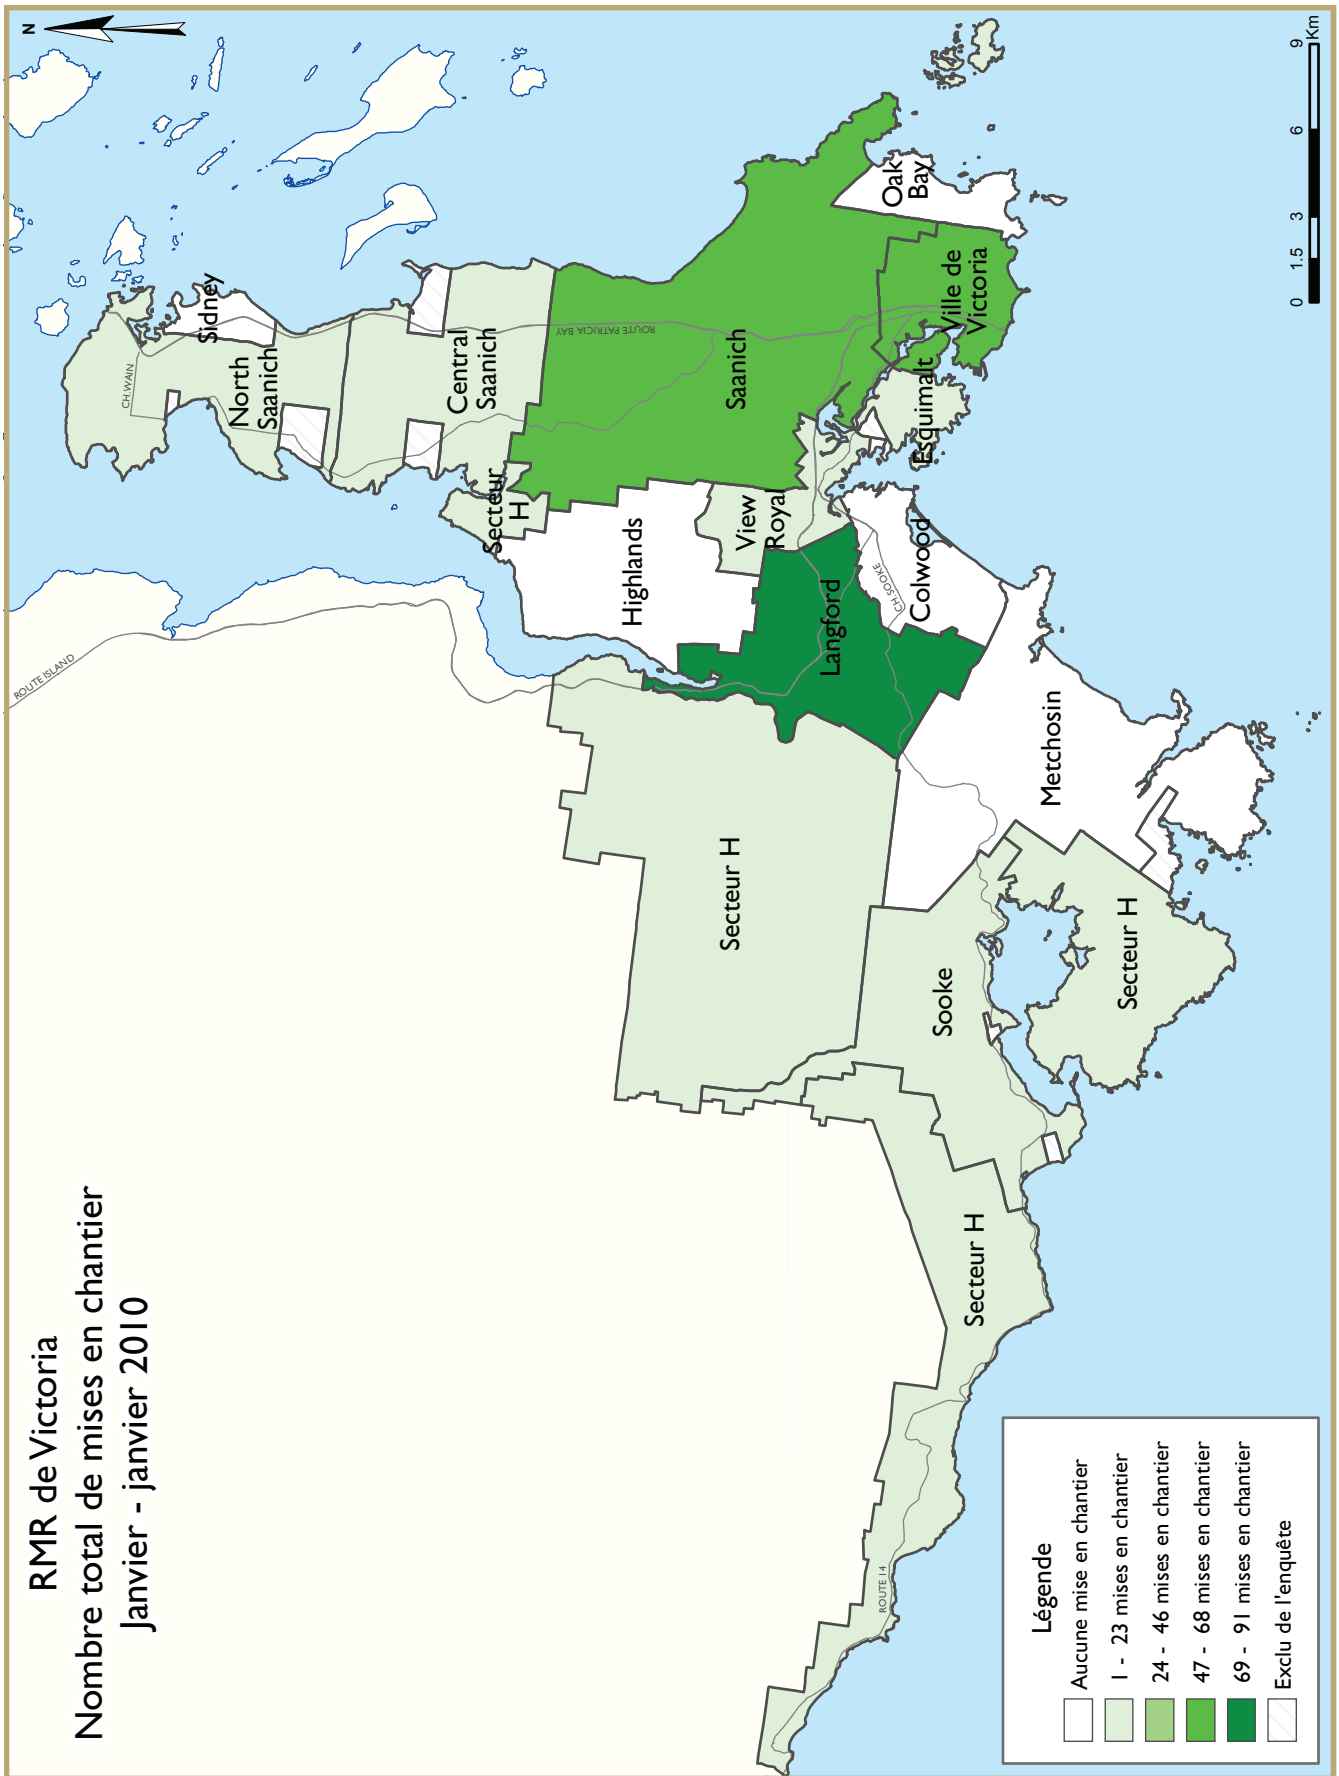 RMR de Victoria
Nombre total de mises en chantier
Janvier - janvier 2010
N
ROUTE ISLAND
CH.WAIN
Sidney
North
Saanich
Central
Saanich
ROUTE PATRICIA BAY
Secteur
H
Highlands
Saanich
View
Royal
Oak
Bay
Ville de
Victoria
Esquimalt
Langford
CH.SOOKE
Colwood
Metchosin
Secteur H
Sooke
Secteur H
Secteur H
ROUTE 14
Légende
Aucune mise en chantier
1 - 23 mises en chantier
24 - 46 mises en chantier
47 - 68 mises en chantier
69 - 91 mises en chantier
Exclu de l'enquête
0 1.5 3 6 9
Km